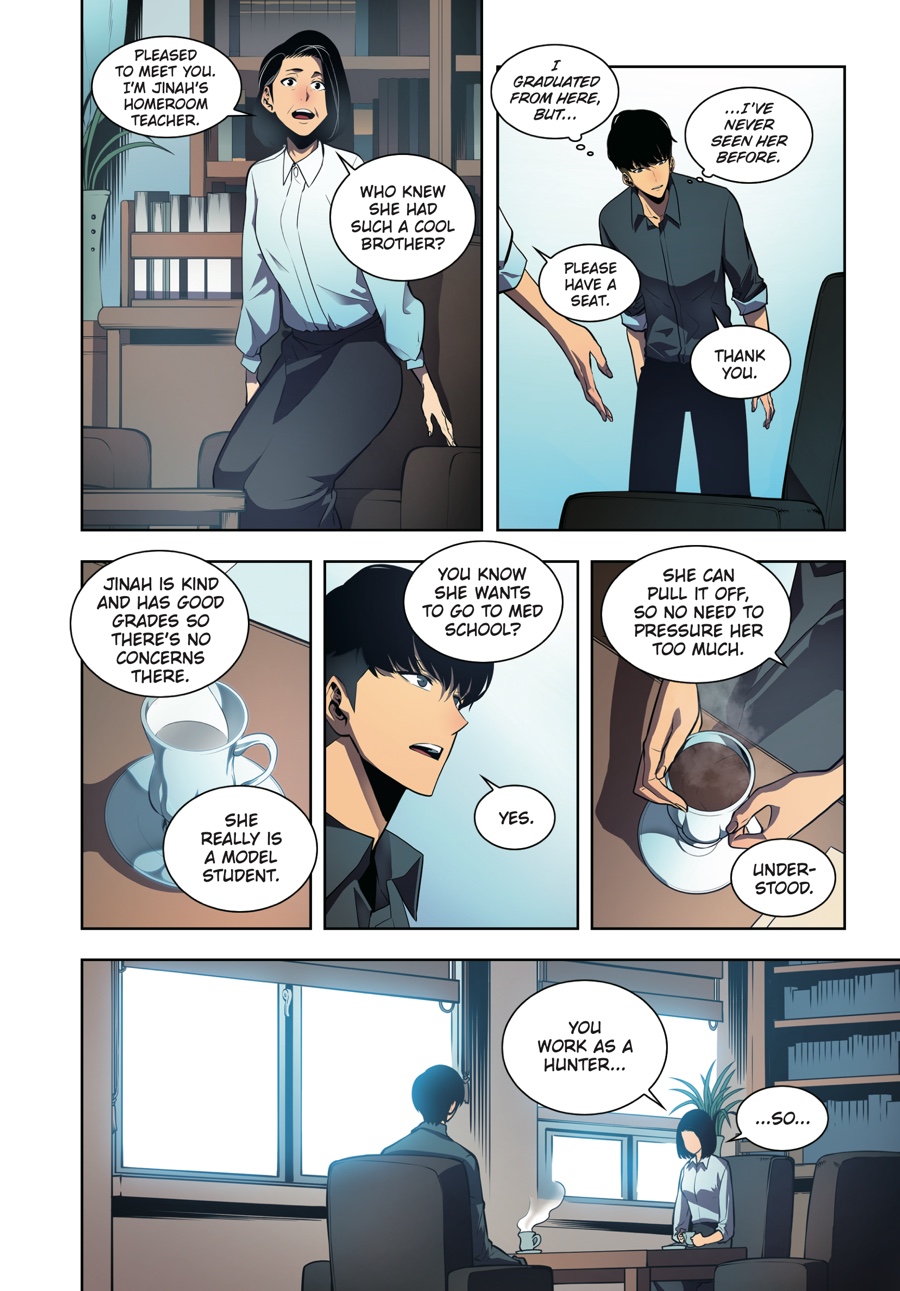 PLEASED
TO MEET YOU.
I'M JINAH'S
HOMEROOM
TEACHER.
WHO KNEW
SHE HAD
SUCH A COOL
BROTHER?
I
GRADUATED
FROM HERE,
BUT...
...I'VE
NEVER
SEEN HER
BEFORE.
PLEASE
HAVE A
SEAT.
THANK
YOU.
JINAH IS KIND
AND HAS GOOD
GRADES SO
THERE'S NO
CONCERNS
THERE.
SHE
REALLY IS
A MODEL
STUDENT.
YOU KNOW
SHE WANTS
TO GO TO MED
SCHOOL?
YES.
SHE CAN
PULL IT OFF,
SO NO NEED TO
PRESSURE HER
TOO MUCH.
UNDER-
STOOD.
YOU
WORK AS A
HUNTER...
...SO...